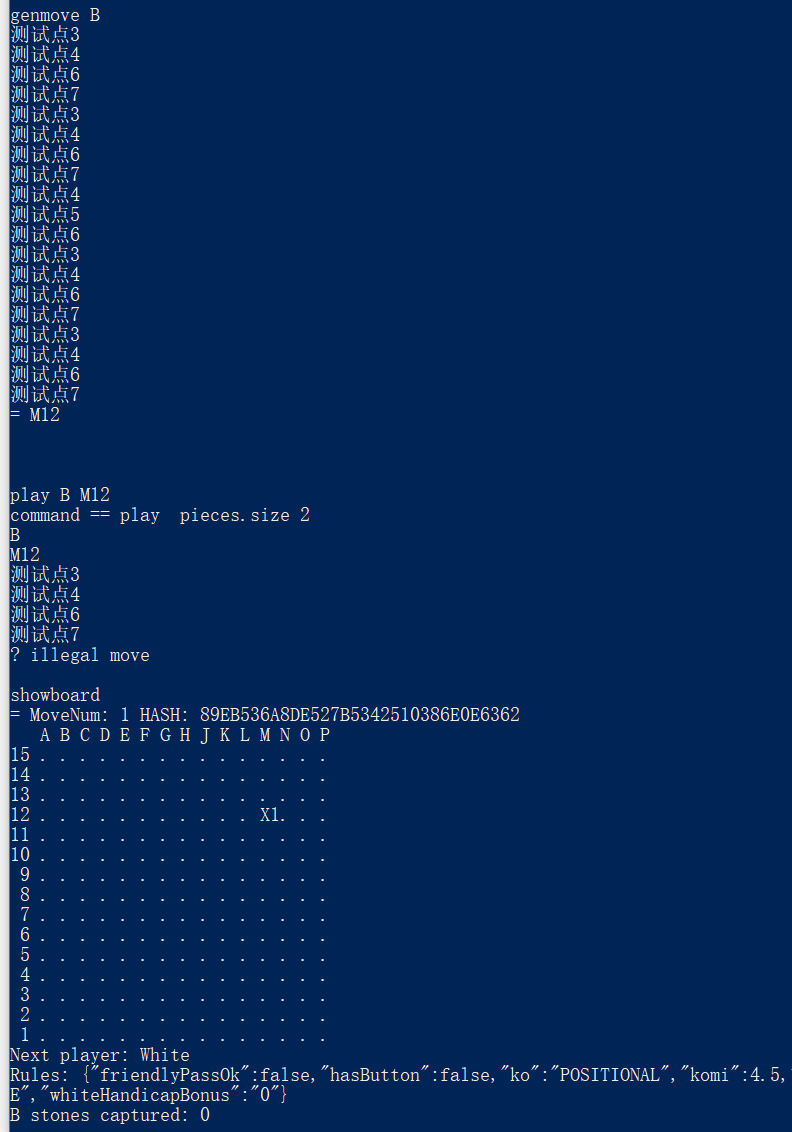 genmove B
测试点3
测试点4
测试点6
测试点7
测试点3
测试点4
测试点6
测试点7
测试点4
测试点5
测试点6
测试点3
测试点4
测试点6
测试点7
测试点3
测试点4
测试点6
测试点7
= M12
play B M12
command == play  pieces.size 2
B
M12
测试点3
测试点4
测试点6
测试点7
? illegal move
showboard
= MoveNum: 1 HASH: 89EB536A8DE527B5342510386E0E6362
   A B C D E F G H J K L M N O P
15 . . . . . . . . . . . . . . .
14 . . . . . . . . . . . . . . .
13 . . . . . . . . . . . . . . .
12 . . . . . . . . . . . X1. . .
11 . . . . . . . . . . . . . . .
10 . . . . . . . . . . . . . . .
 9 . . . . . . . . . . . . . . .
 8 . . . . . . . . . . . . . . .
 7 . . . . . . . . . . . . . . .
 6 . . . . . . . . . . . . . . .
 5 . . . . . . . . . . . . . . .
 4 . . . . . . . . . . . . . . .
 3 . . . . . . . . . . . . . . .
 2 . . . . . . . . . . . . . . .
 1 . . . . . . . . . . . . . . .
Next player: White
Rules: {"friendlyPassOk":false,"hasButton":false,"ko":"POSITIONAL","komi":4.5,"
E","whiteHandicapBonus":"0"}
B stones captured: 0